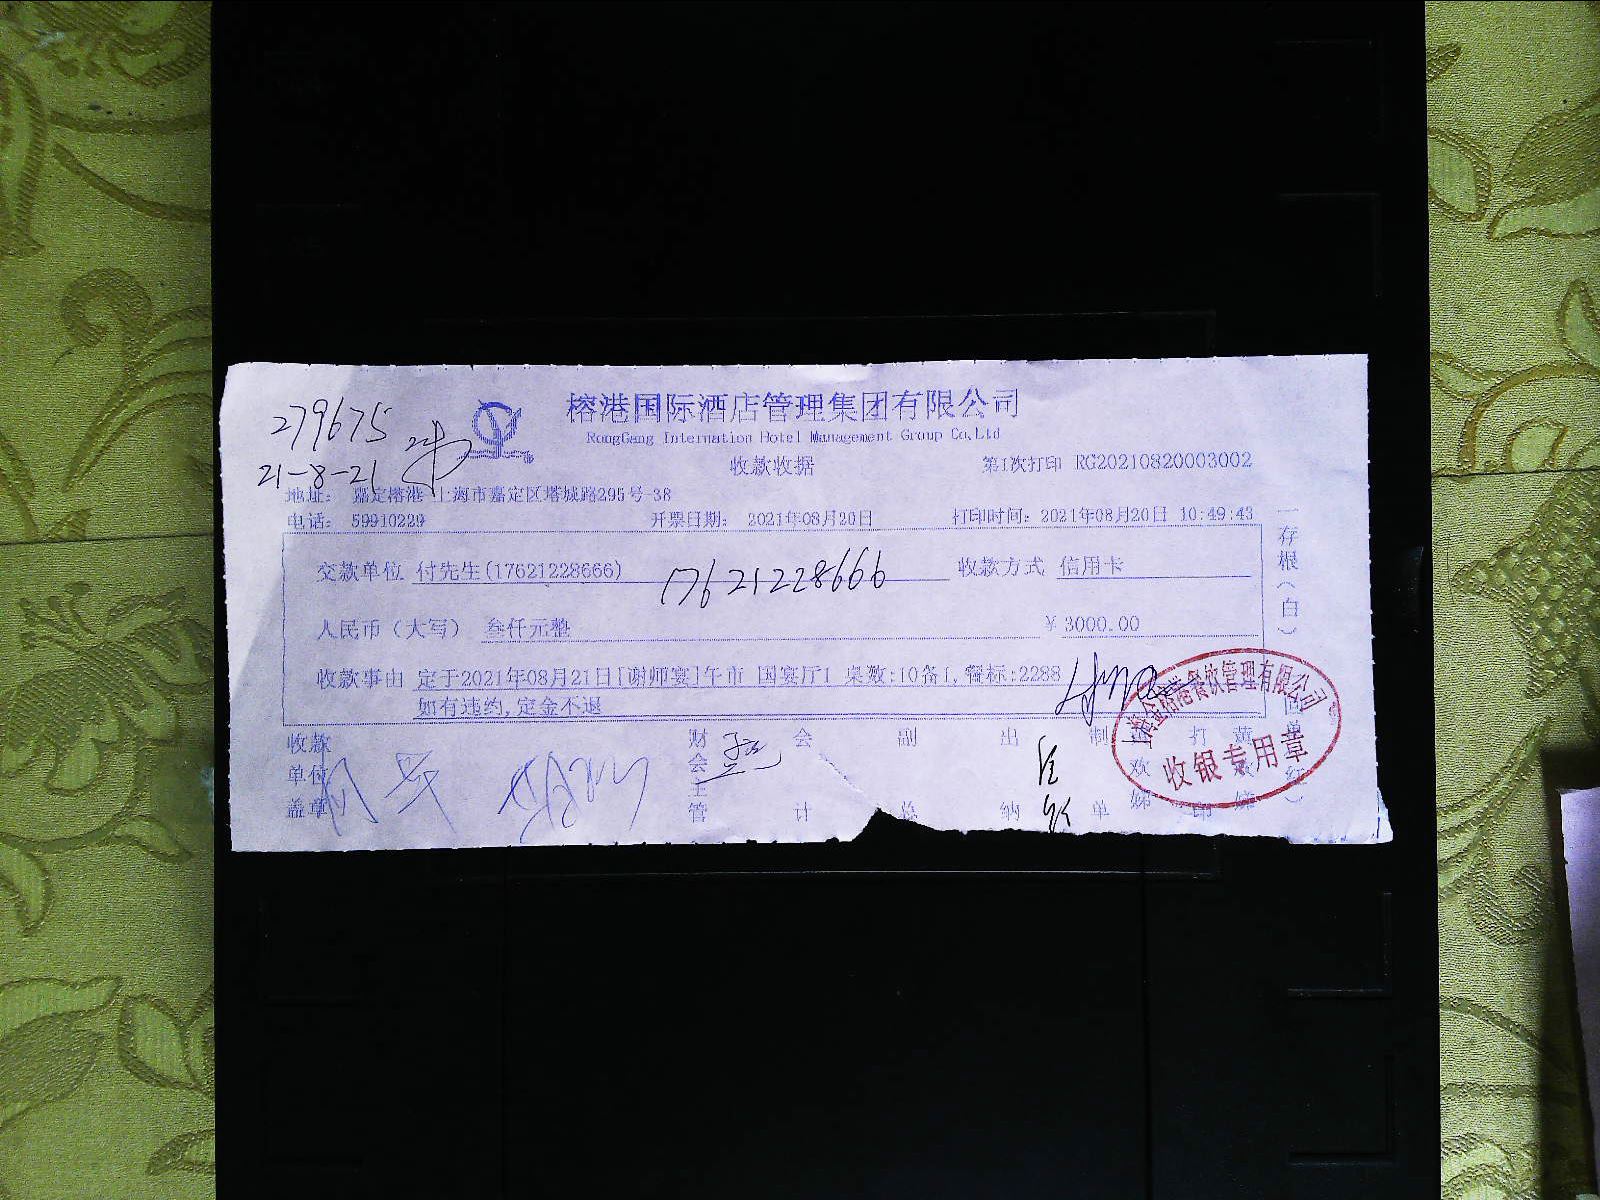 279675
21-8-21
榕港国际酒店管理集团有限公司
RongGang Internation Hotel Management Group Co,Ltd
收款收据
第1次打印 RG20210820003002
地址: 嘉定榕港 上海市嘉定区塔城路295号-38
电话: 59910229 开票日期: 2021年08月20日 打印时间: 2021年08月20日 10:49:43
交款单位 付先生(17621228666) 17621228666 收款方式 信用卡
人民币(大写) 叁仟元整 ¥3000.00
收款事由 定于2021年08月21日[谢师宴]午市 国宴厅1 桌数:10备1,餐标:2288
如有违约,定金不退
收款单位盖章 财会主管 会计 副总 出纳 制单 打印
一存根(白)
收银专用章